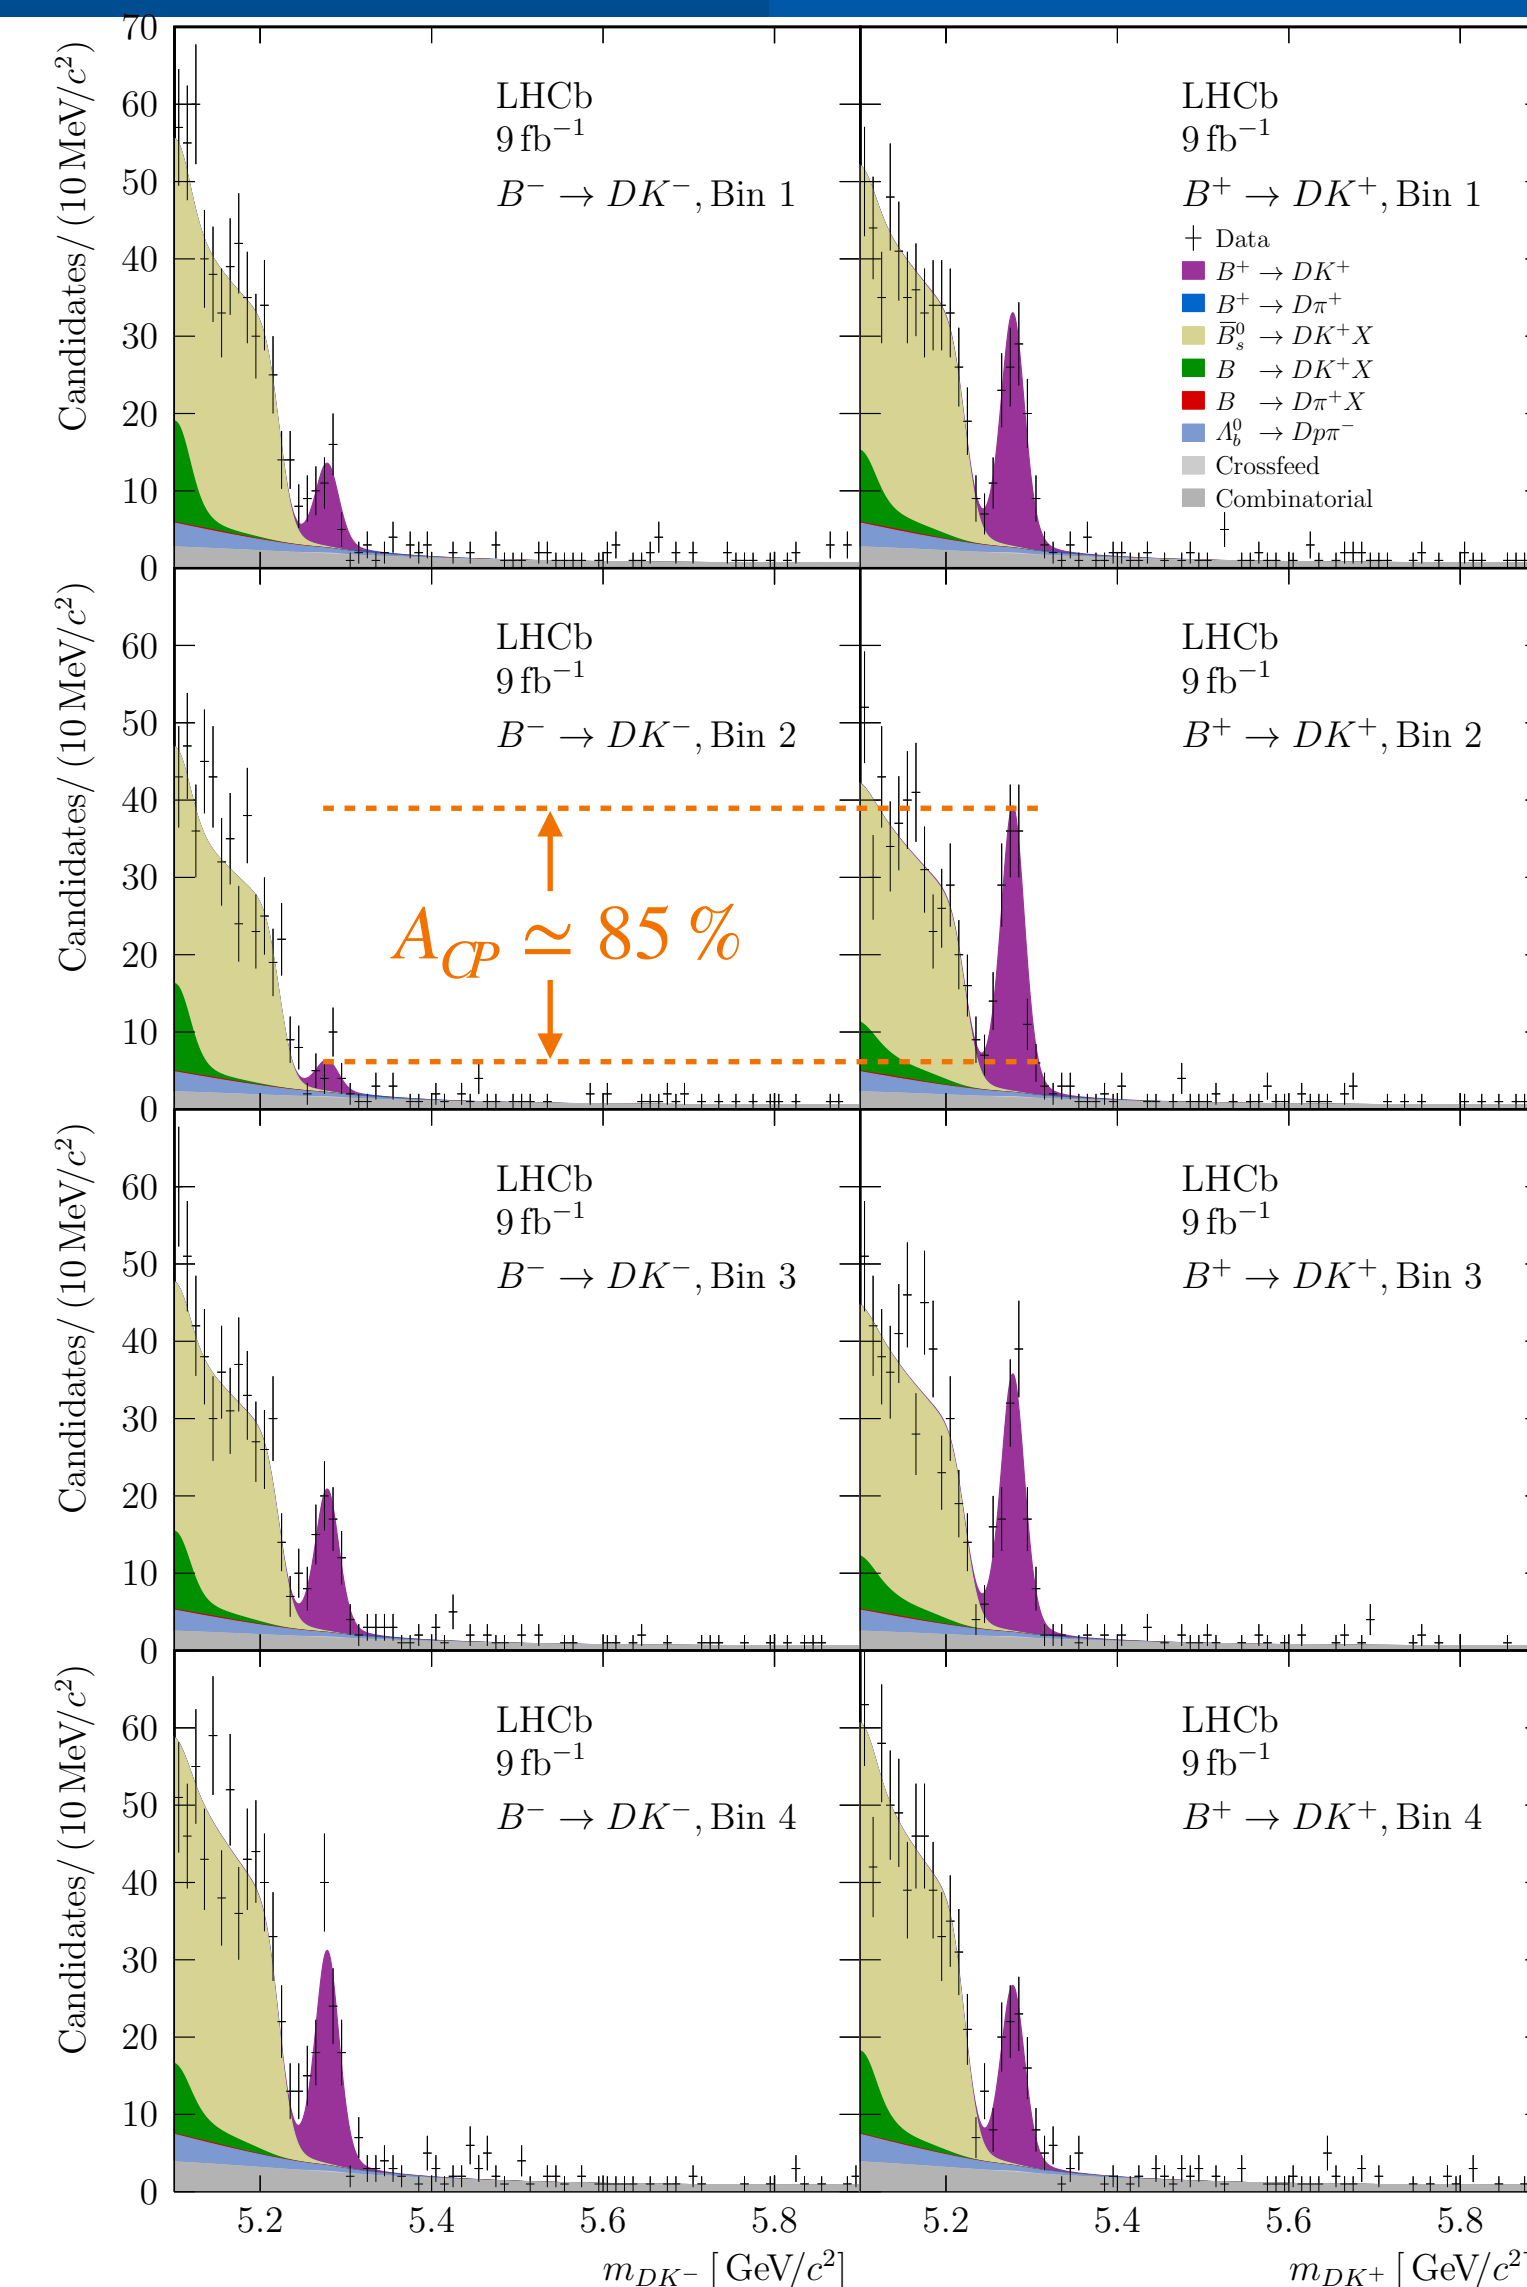 70
60
50
40
30
20
10
0
Candidates/ (10 MeV/c²)
LHCb
9 fb⁻¹
B⁻ → DK⁻, Bin 1
LHCb
9 fb⁻¹
B⁺ → DK⁺, Bin 1
Data
B⁺ → DK⁺
B⁺ → Dπ⁺
B̅⁰ₛ → DK⁺X
B → DK⁺X
B → Dπ⁺X
Λ⁰_b → Dpπ⁻
Crossfeed
Combinatorial
60
50
40
30
20
10
0
Candidates/ (10 MeV/c²)
LHCb
9 fb⁻¹
B⁻ → DK⁻, Bin 2
A_CP ≃ 85 %
LHCb
9 fb⁻¹
B⁺ → DK⁺, Bin 2
60
50
40
30
20
10
0
Candidates/ (10 MeV/c²)
LHCb
9 fb⁻¹
B⁻ → DK⁻, Bin 3
LHCb
9 fb⁻¹
B⁺ → DK⁺, Bin 3
60
50
40
30
20
10
0
Candidates/ (10 MeV/c²)
LHCb
9 fb⁻¹
B⁻ → DK⁻, Bin 4
LHCb
9 fb⁻¹
B⁺ → DK⁺, Bin 4
5.2 5.4 5.6 5.8
5.2 5.4 5.6 5.8
m_DK⁻ [ GeV/c²]
m_DK⁺ [ GeV/c²]